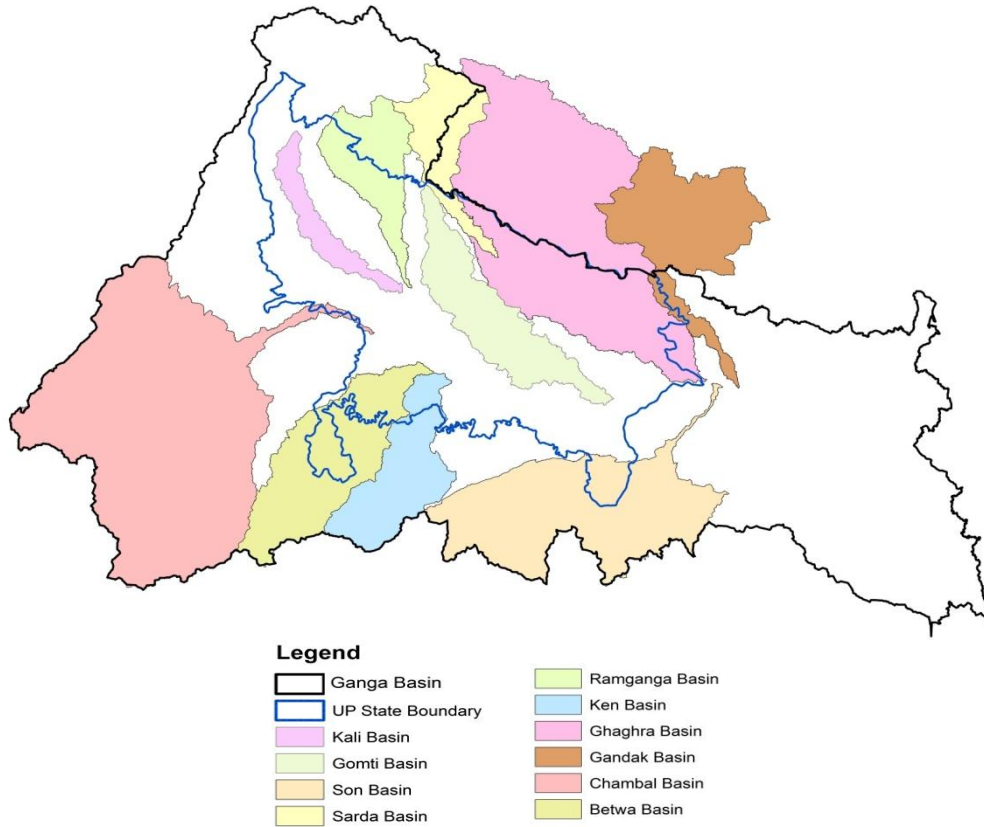 Legend
Ganga Basin
UP State Boundary
Kali Basin
Gomti Basin
Son Basin
Sarda Basin
Ramganga Basin
Ken Basin
Ghaghra Basin
Gandak Basin
Chambal Basin
Betwa Basin